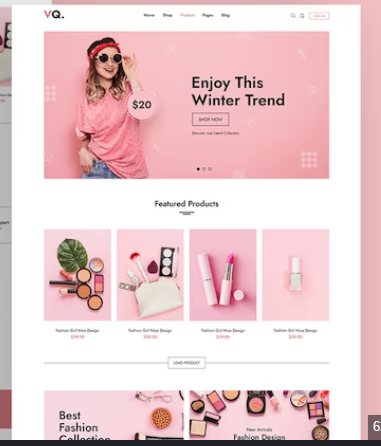 VQ.
Home Shop Product Pages Blog
$20
Enjoy This
Winter Trend
SHOP NOW
Discover now Latest Collection
Featured Products
Fashion Girl Nice Design
Fashion Girl Nice Design
Fashion Girl Nice Design
Fashion Girl Nice Design
$39.00
$39.00
$39.00
$39.00
LOAD PRODUCT
Best
Fashion
Collection
New Arrivals
Fashion Design
6